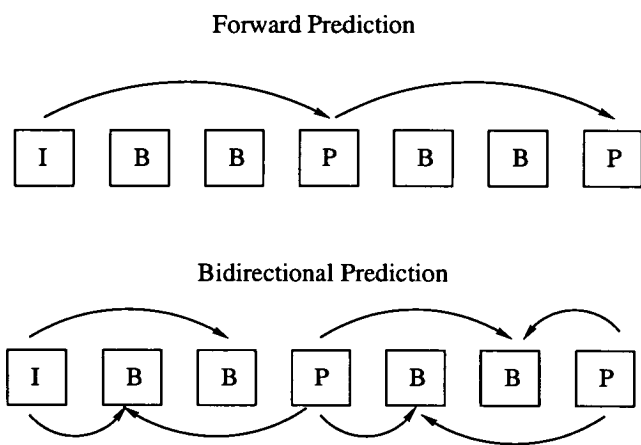 Forward Prediction
I B B P B B P
Bidirectional Prediction
I B B P B B P